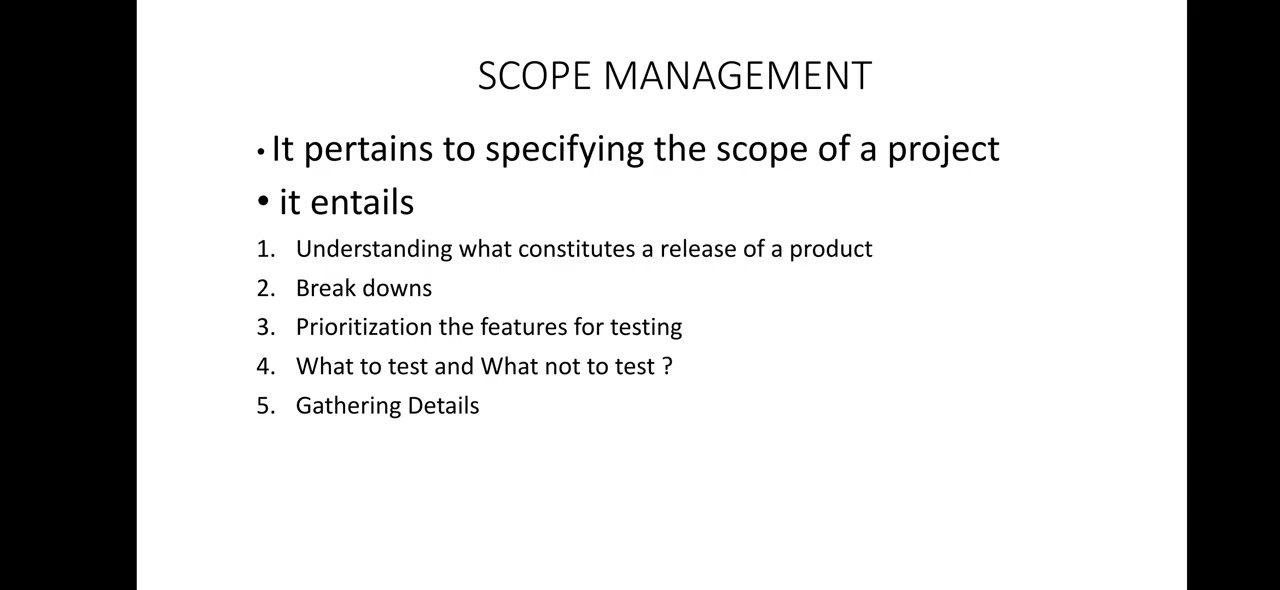 SCOPE MANAGEMENT
• It pertains to specifying the scope of a project
• it entails
1. Understanding what constitutes a release of a product
2. Break downs
3. Prioritization the features for testing
4. What to test and What not to test ?
5. Gathering Details